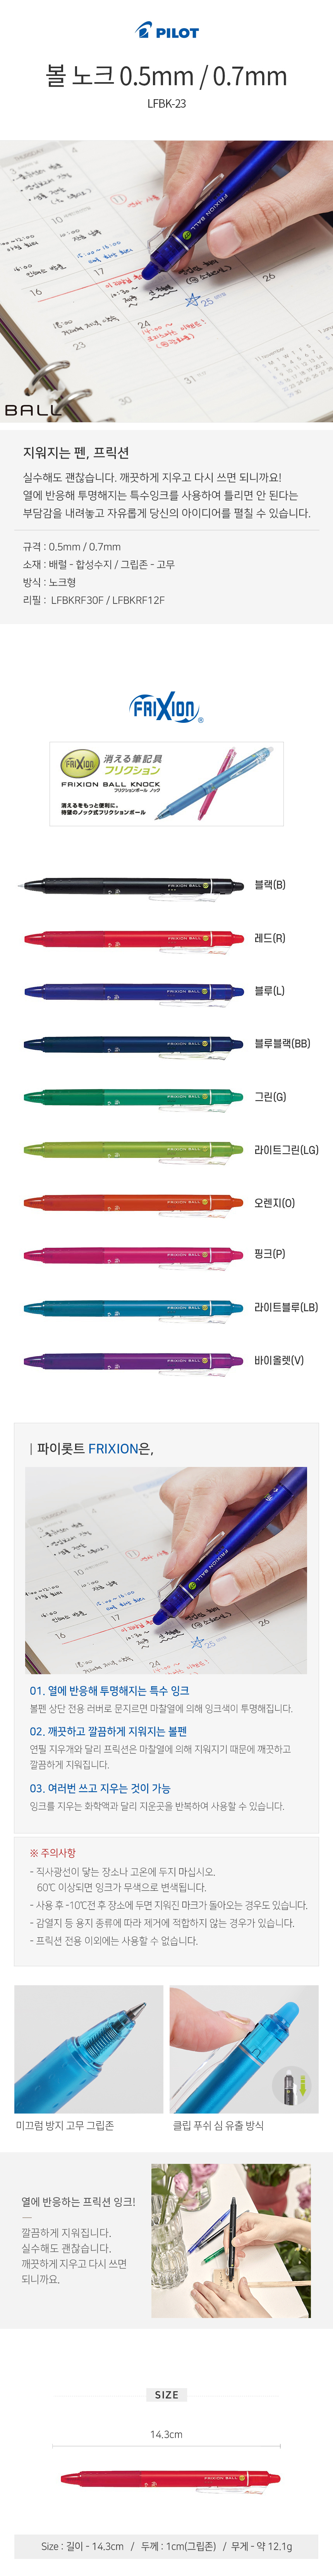 PILOT
볼 노크 0.5mm / 0.7mm
LFBK-23
FRIXION BALL
BALL
지워지는 펜, 프릭션
실수해도 괜찮습니다. 깨끗하게 지우고 다시 쓰면 되니까요!
열에 반응해 투명해지는 특수잉크를 사용하여 틀리면 안 된다는
부담감을 내려놓고 자유롭게 당신의 아이디어를 펼칠 수 있습니다.
규격 : 0.5mm / 0.7mm
소재 : 배럴 - 합성수지 / 그립존 - 고무
방식 : 노크형
리필 : LFBKRF30F / LFBKRF12F
FRIXION ®
FRIXION
消える筆記具
フリクション
FRIXION BALL KNOCK
フリクションボール ノック
消えるをもっと便利に。
待望のノック式フリクションボール
블랙(B)
레드(R)
블루(L)
블루블랙(BB)
그린(G)
라이트그린(LG)
오렌지(O)
핑크(P)
라이트블루(LB)
바이올렛(V)
| 파이롯트 FRIXION은,
FRIXION BALL
01. 열에 반응해 투명해지는 특수 잉크
볼펜 상단 전용 러버로 문지르면 마찰열에 의해 잉크색이 투명해집니다.
02. 깨끗하고 깔끔하게 지워지는 볼펜
연필 지우개와 달리 프릭션은 마찰열에 의해 지워지기 때문에 깨끗하고
깔끔하게 지워집니다.
03. 여러번 쓰고 지우는 것이 가능
잉크를 지우는 화학액과 달리 지운곳을 반복하여 사용할 수 있습니다.
※ 주의사항
- 직사광선이 닿는 장소나 고온에 두지 마십시오.
60℃ 이상되면 잉크가 무색으로 변색됩니다.
- 사용 후 -10℃전 후 장소에 두면 지워진 마크가 돌아오는 경우도 있습니다.
- 감열지 등 용지 종류에 따라 제거에 적합하지 않는 경우가 있습니다.
- 프릭션 전용 이외에는 사용할 수 없습니다.
미끄럼 방지 고무 그립존
클립 푸쉬 심 유출 방식
열에 반응하는 프릭션 잉크!
깔끔하게 지워집니다.
실수해도 괜찮습니다.
깨끗하게 지우고 다시 쓰면
되니까요.
SIZE
14.3cm
FRIXION BALL
Size : 길이 - 14.3cm / 두께 : 1cm(그립존) / 무게 - 약 12.1g